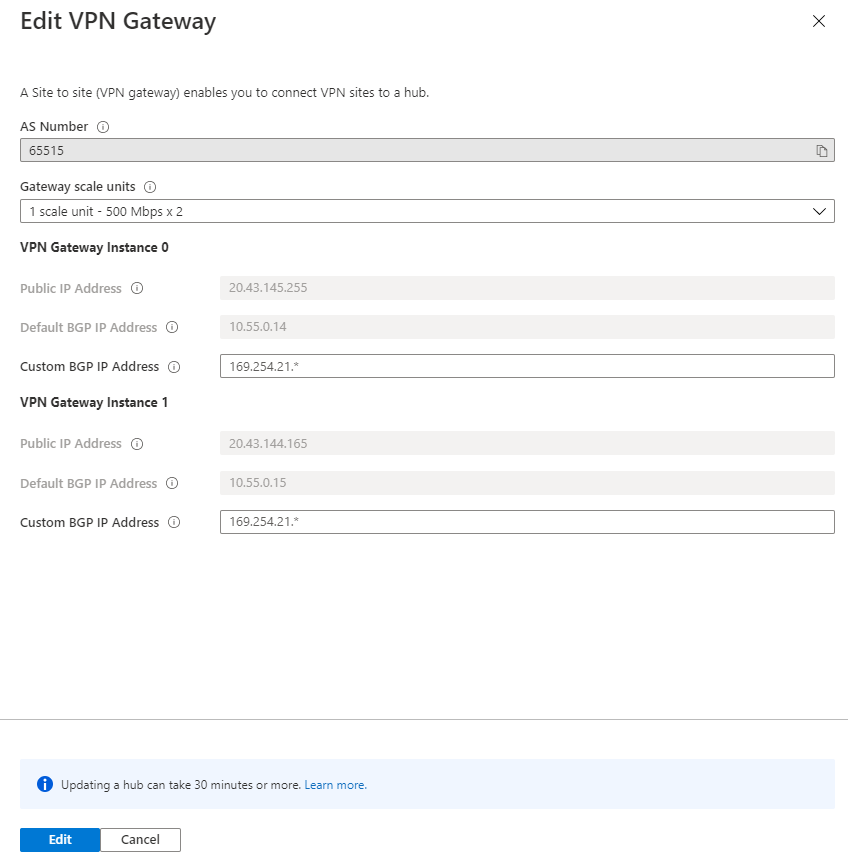 Edit VPN Gateway
A Site to site (VPN gateway) enables you to connect VPN sites to a hub.
AS Number
65515
Gateway scale units
1 scale unit - 500 Mbps x 2
VPN Gateway Instance 0
Public IP Address 20.43.145.255
Default BGP IP Address 10.55.0.14
Custom BGP IP Address 169.254.21.*
VPN Gateway Instance 1
Public IP Address 20.43.144.165
Default BGP IP Address 10.55.0.15
Custom BGP IP Address 169.254.21.*
Updating a hub can take 30 minutes or more. Learn more.
Edit Cancel